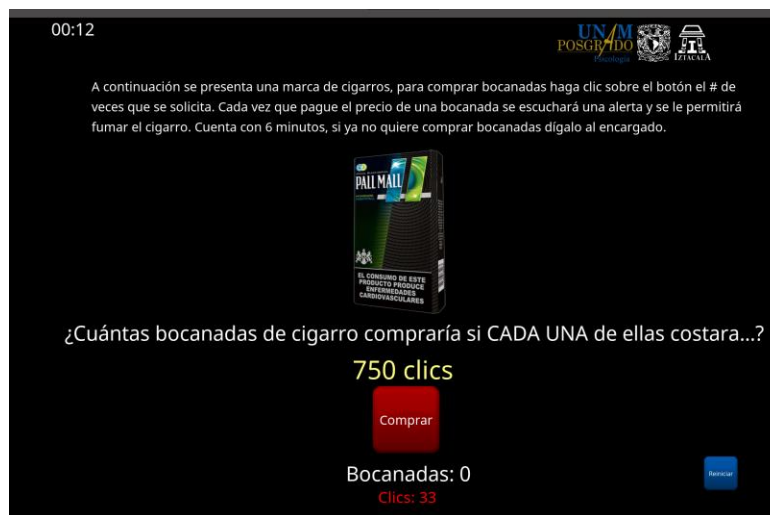 00:12
UNAM
POSGRADO
Psicología
IZTACALA
A continuación se presenta una marca de cigarros, para comprar bocanadas haga clic sobre el botón el # de
veces que se solicita. Cada vez que pague el precio de una bocanada se escuchará una alerta y se le permitirá
fumar el cigarro. Cuenta con 6 minutos, si ya no quiere comprar bocanadas dígalo al encargado.
PALL MALL
EL CONSUMO DE ESTE
PRODUCTO PRODUCE
ENFERMEDADES
CARDIOVASCULARES
¿Cuántas bocanadas de cigarro compraría si CADA UNA de ellas costara...?
750 clics
Comprar
Bocanadas: 0
Clics: 33
Reiniciar